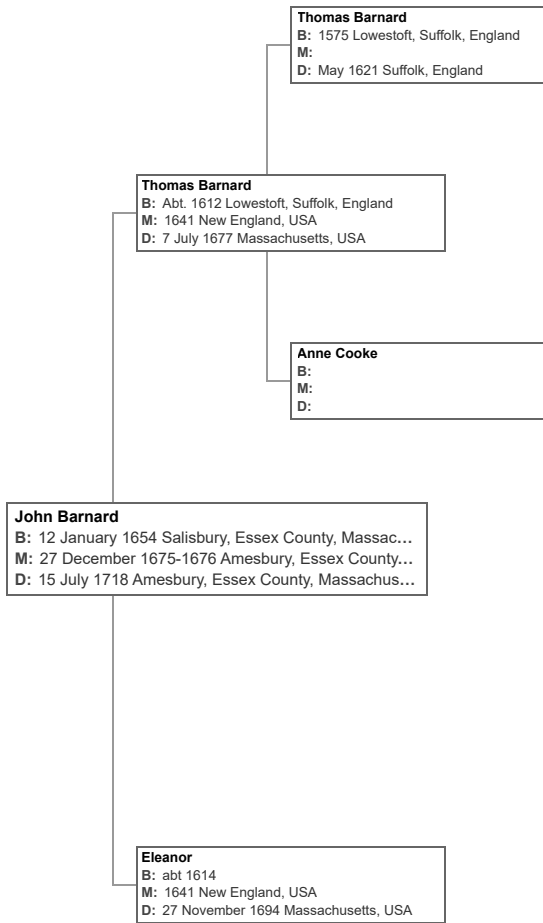 Thomas Barnard
B: 1575 Lowestoft, Suffolk, England
M:
D: May 1621 Suffolk, England
Thomas Barnard
B: Abt. 1612 Lowestoft, Suffolk, England
M: 1641 New England, USA
D: 7 July 1677 Massachusetts, USA
Anne Cooke
B:
M:
D:
John Barnard
B: 12 January 1654 Salisbury, Essex County, Massac...
M: 27 December 1675-1676 Amesbury, Essex County...
D: 15 July 1718 Amesbury, Essex County, Massachus...
Eleanor
B: abt 1614
M: 1641 New England, USA
D: 27 November 1694 Massachusetts, USA